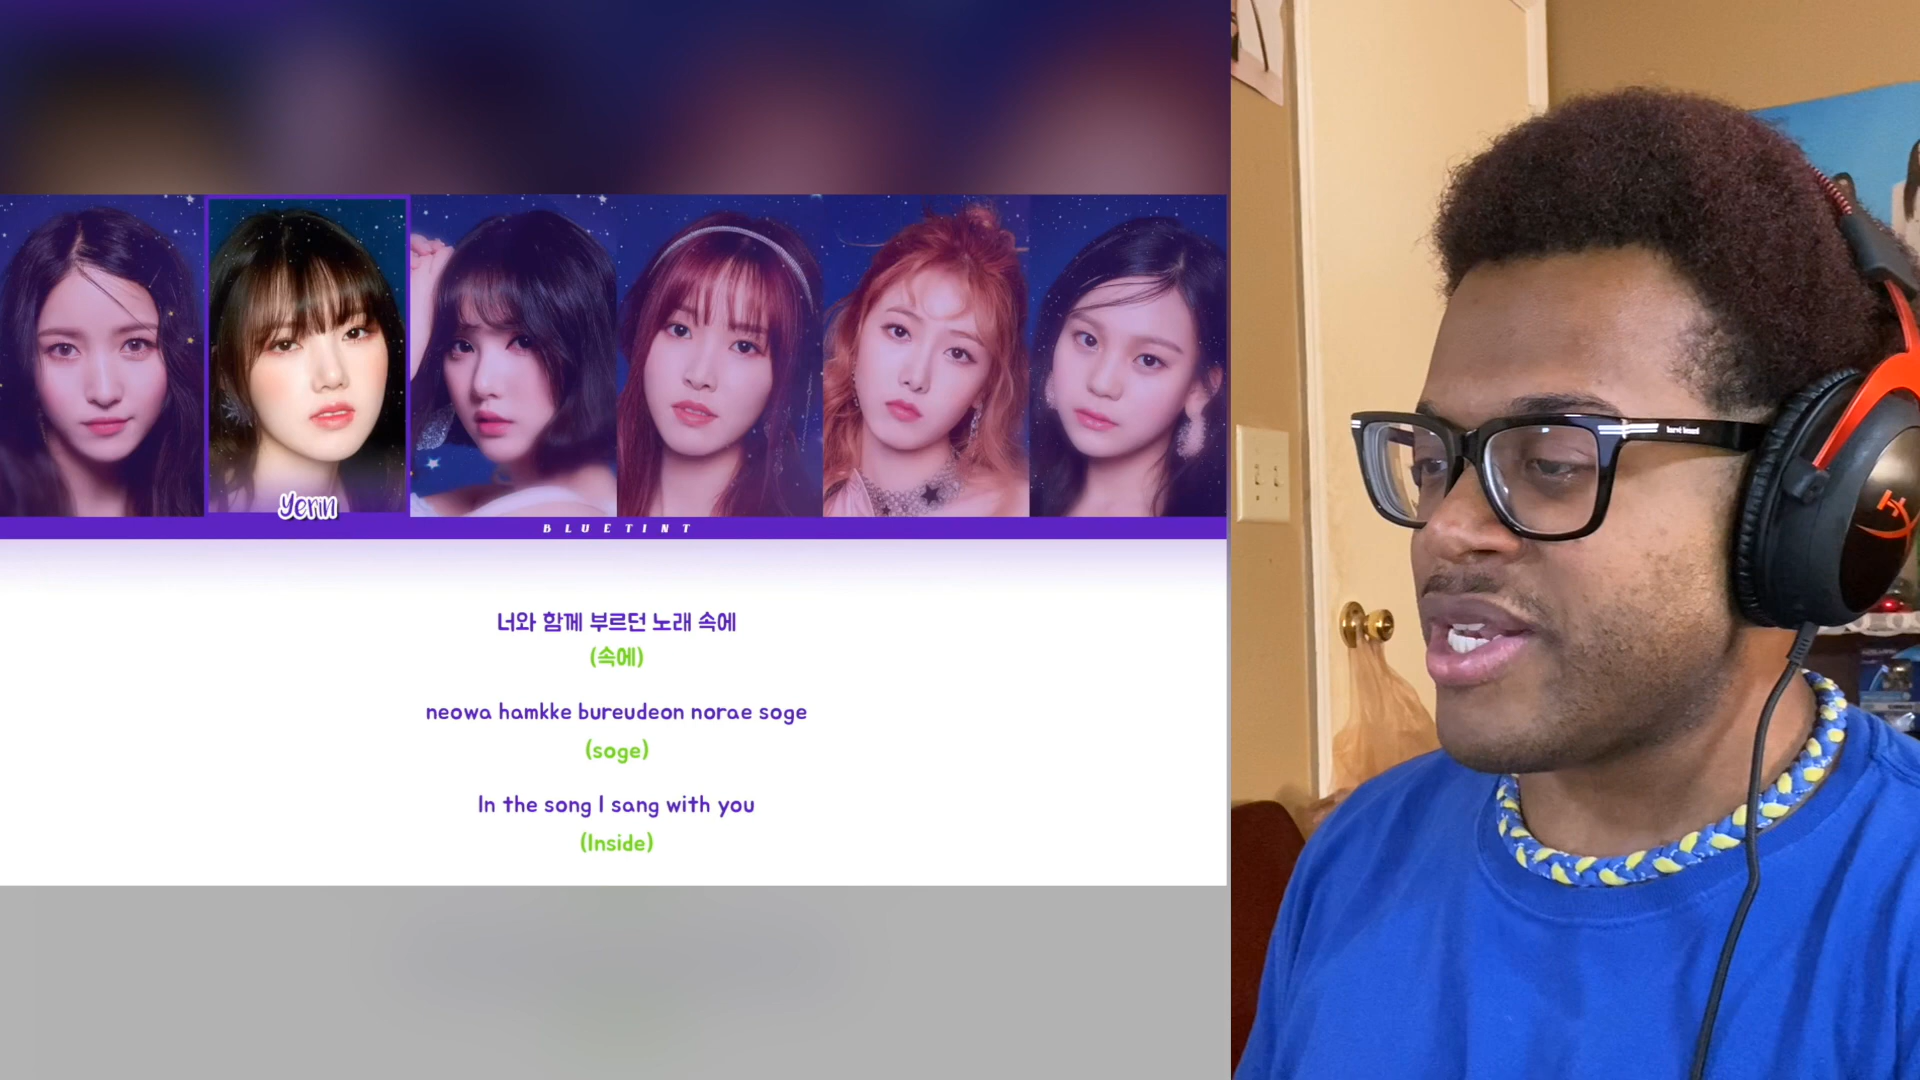 Yerin
BLUETINT
너와 함께 부르던 노래 속에
(속에)
neowa hamkke bureudeon norae soge
(soge)
In the song I sang with you
(Inside)